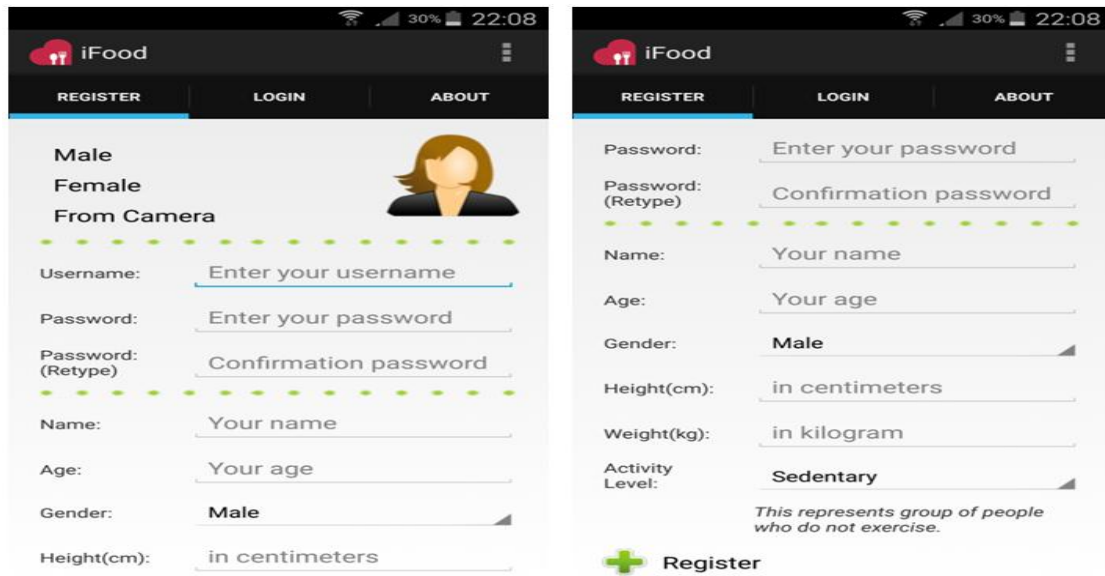 30% 22:08
iFood
REGISTER LOGIN ABOUT
Male
Female
From Camera
Username: Enter your username
Password: Enter your password
Password:
(Retype) Confirmation password
Name: Your name
Age: Your age
Gender: Male
Height(cm): in centimeters
30% 22:08
iFood
REGISTER LOGIN ABOUT
Password: Enter your password
Password:
(Retype) Confirmation password
Name: Your name
Age: Your age
Gender: Male
Height(cm): in centimeters
Weight(kg): in kilogram
Activity
Level: Sedentary
This represents group of people
who do not exercise.
Register